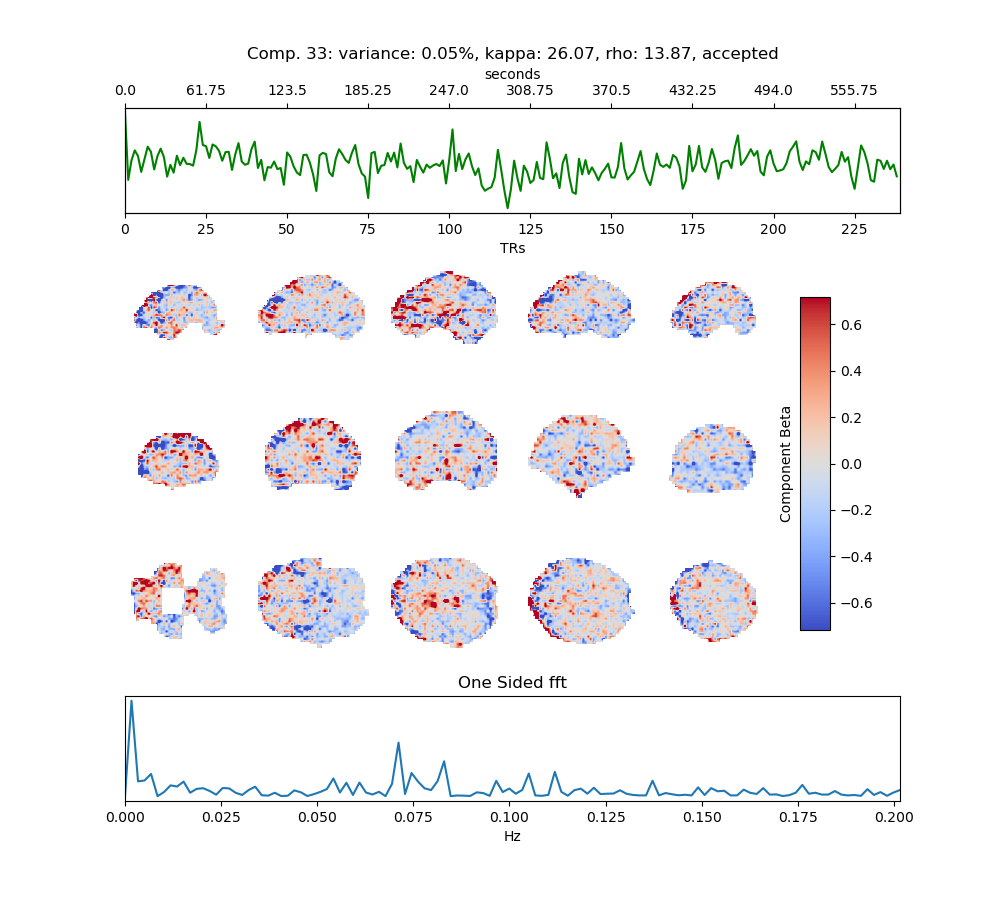 Comp. 33: variance: 0.05%, kappa: 26.07, rho: 13.87, accepted
seconds
0.0 61.75 123.5 185.25 247.0 308.75 370.5 432.25 494.0 555.75
0 25 50 75 100 125 150 175 200 225
TRs
0.6
0.4
0.2
0.0
−0.2
−0.4
−0.6
Component Beta
One Sided fft
0.000 0.025 0.050 0.075 0.100 0.125 0.150 0.175 0.200
Hz